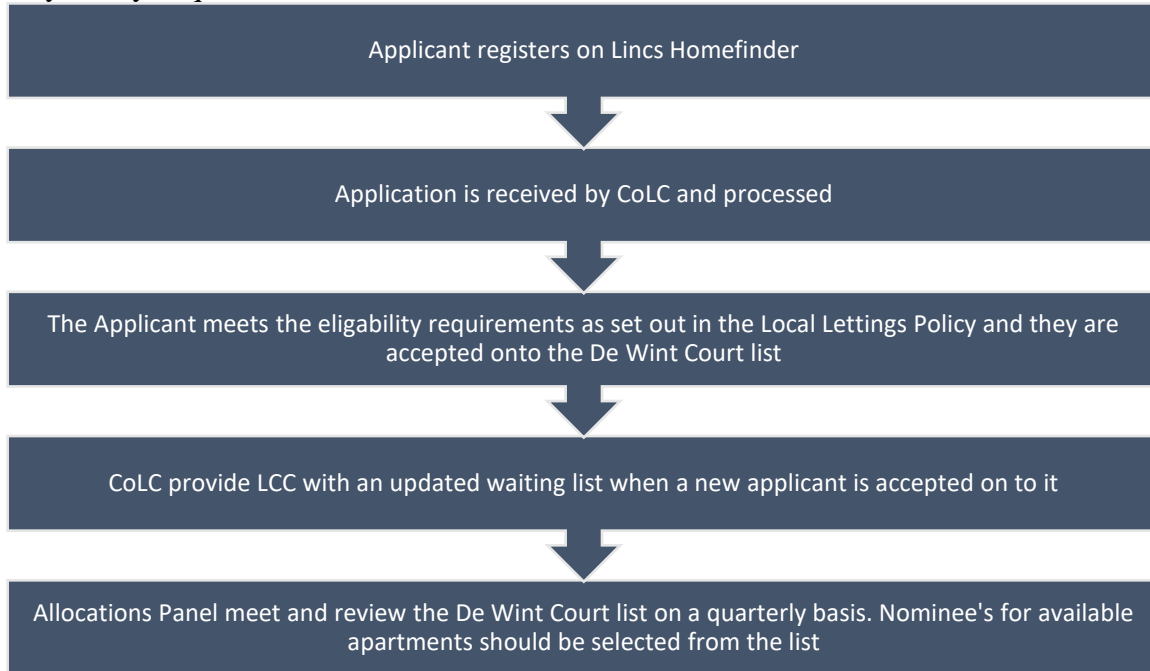 Applicant registers on Lincs Homefinder
Application is received by CoLC and processed
The Applicant meets the eligability requirements as set out in the Local Lettings Policy and they are
accepted onto the De Wint Court list
CoLC provide LCC with an updated waiting list when a new applicant is accepted on to it
Allocations Panel meet and review the De Wint Court list on a quarterly basis. Nominee's for available
apartments should be selected from the list